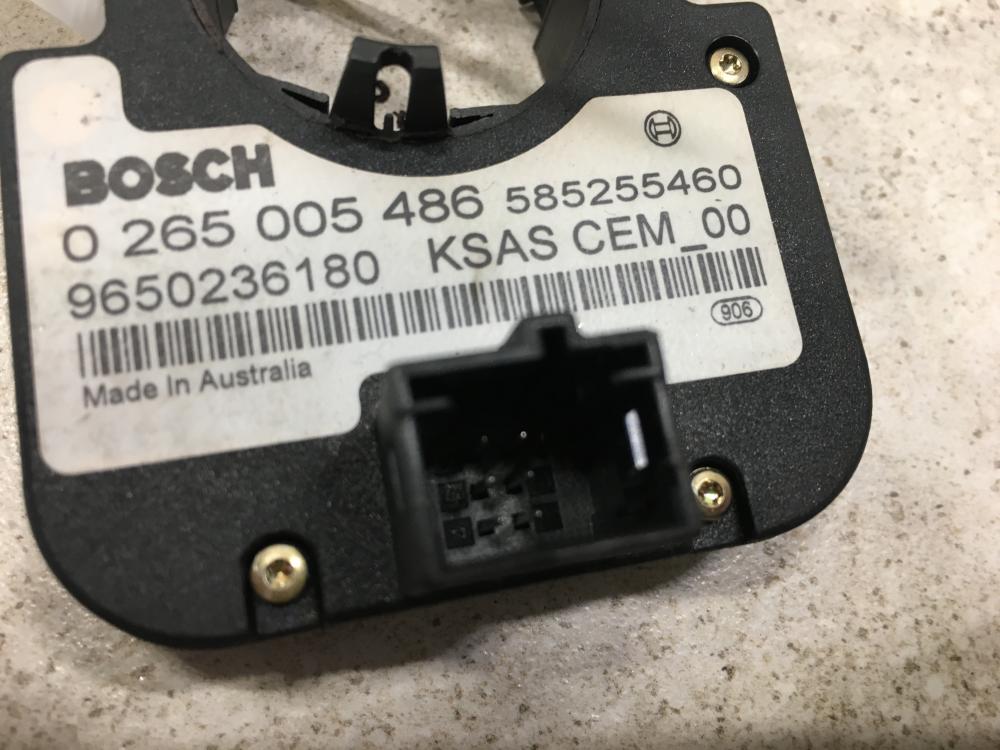 BOSCH
0 265 005 486 585255460
9650236180 KSAS CEM_00
906
Made In Australia